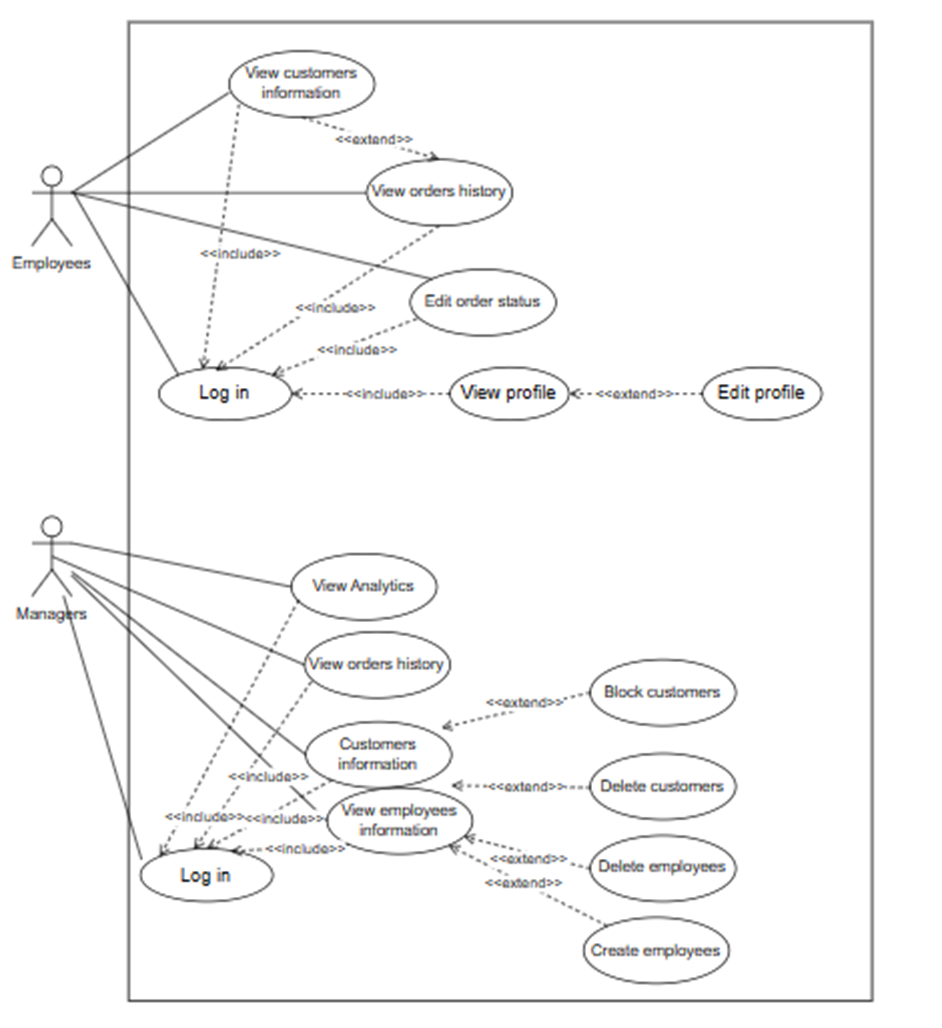 View customers
information
<<extend>>
View orders history
<<include>>
Employees
Edit order status
<<include>>
<<include>>
Log in
<<include>>
View profile
<<extend>>
Edit profile
View Analytics
Managers
View orders history
Block customers
<<extend>>
Customers
information
<<include>>
<<extend>>
Delete customers
View employees
information
<<include>>
<<include>>
<<include>>
<<extend>>
Delete employees
Log in
<<extend>>
Create employees